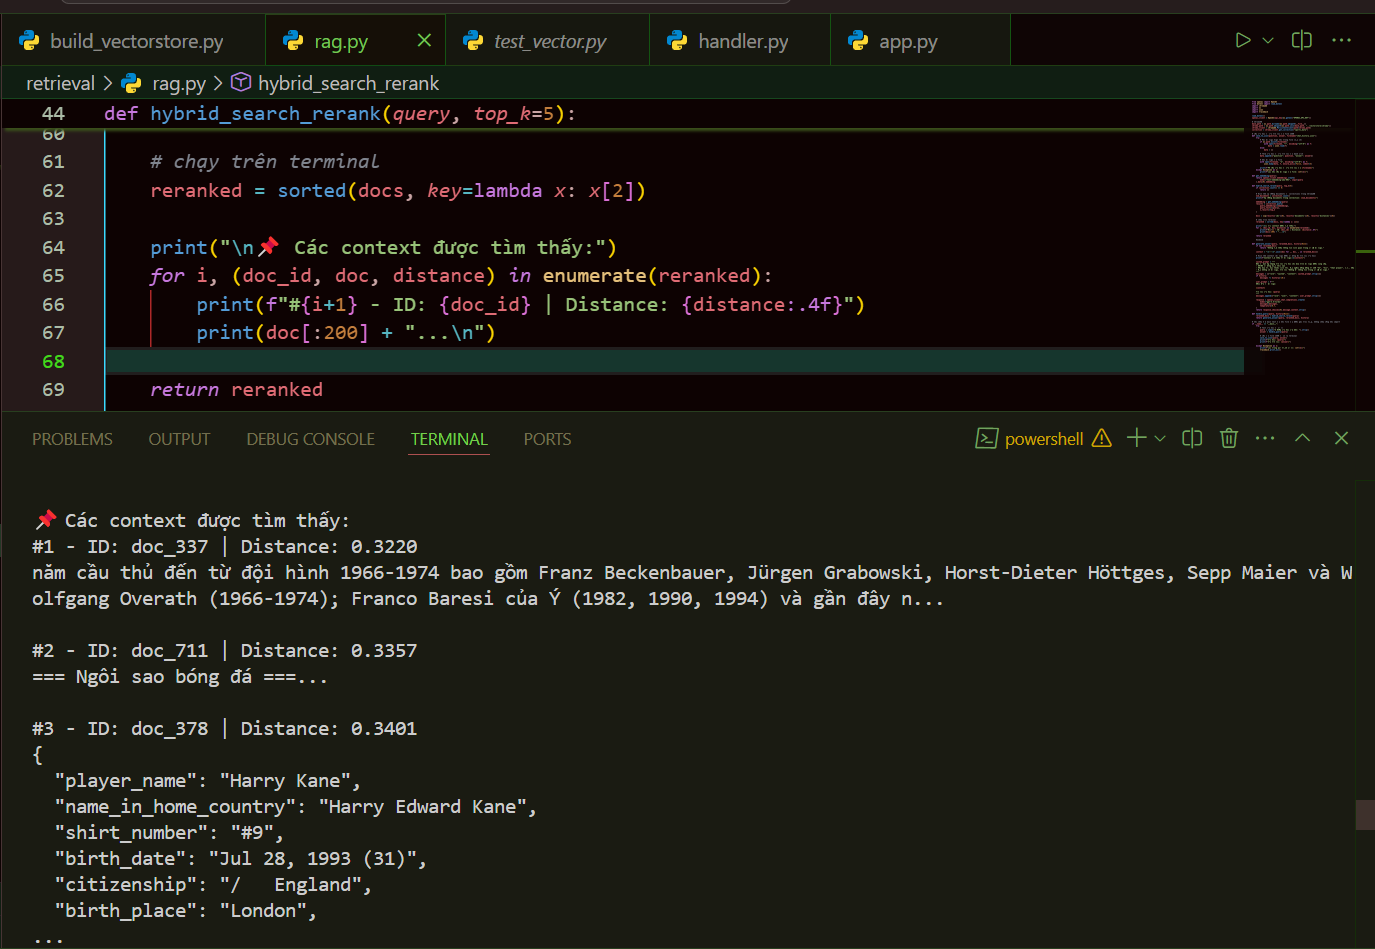 build_vectorstore.py
rag.py
test_vector.py
handler.py
app.py
retrieval > rag.py > hybrid_search_rerank
44 def hybrid_search_rerank(query, top_k=5):
60
61 # chạy trên terminal
62 reranked = sorted(docs, key=lambda x: x[2])
63
64 print("\n📌 Các context được tìm thấy:")
65 for i, (doc_id, doc, distance) in enumerate(reranked):
66 print(f"#{i+1} - ID: {doc_id} | Distance: {distance:.4f}")
67 print(doc[:200] + "...\n")
68
69 return reranked
PROBLEMS OUTPUT DEBUG CONSOLE TERMINAL PORTS
powershell
📌 Các context được tìm thấy:
#1 - ID: doc_337 | Distance: 0.3220
năm cầu thủ đến từ đội hình 1966-1974 bao gồm Franz Beckenbauer, Jürgen Grabowski, Horst-Dieter Höttges, Sepp Maier và W
olfgang Overath (1966-1974); Franco Baresi của Ý (1982, 1990, 1994) và gần đây n...
#2 - ID: doc_711 | Distance: 0.3357
=== Ngôi sao bóng đá ===...
#3 - ID: doc_378 | Distance: 0.3401
{
"player_name": "Harry Kane",
"name_in_home_country": "Harry Edward Kane",
"shirt_number": "#9",
"birth_date": "Jul 28, 1993 (31)",
"citizenship": "/   England",
"birth_place": "London",
...